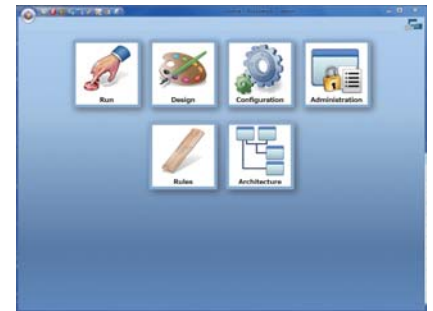 Run
Design
Configuration
Administration
Rules
Architecture